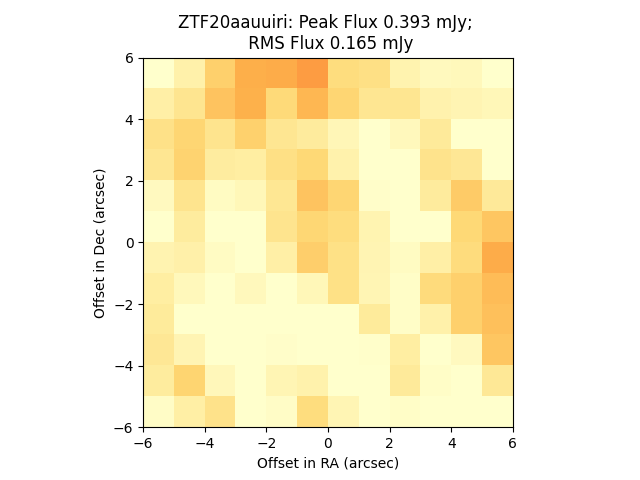 ZTF20aauuiri: Peak Flux 0.393 mJy;
RMS Flux 0.165 mJy
6
4
2
0
−2
−4
−6
Offset in Dec (arcsec)
−6 −4 −2 0 2 4 6
Offset in RA (arcsec)